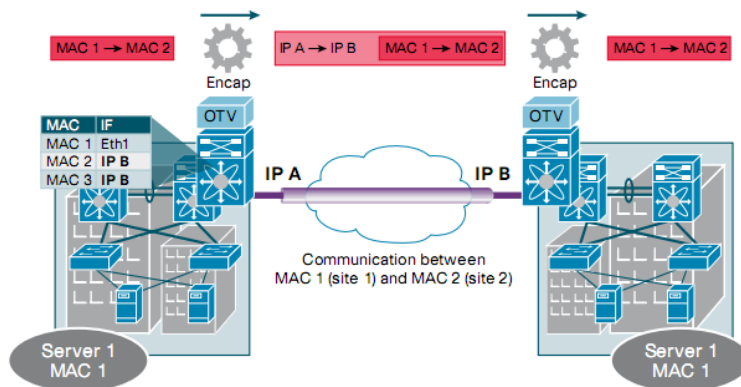 MAC 1 → MAC 2
IP A → IP B
MAC 1 → MAC 2
MAC 1 → MAC 2
Encap
Encap
OTV
OTV
MAC IF
MAC 1 Eth1
MAC 2 IP B
MAC 3 IP B
IP A
IP B
Communication between
MAC 1 (site 1) and MAC 2 (site 2)
Server 1
MAC 1
Server 1
MAC 1